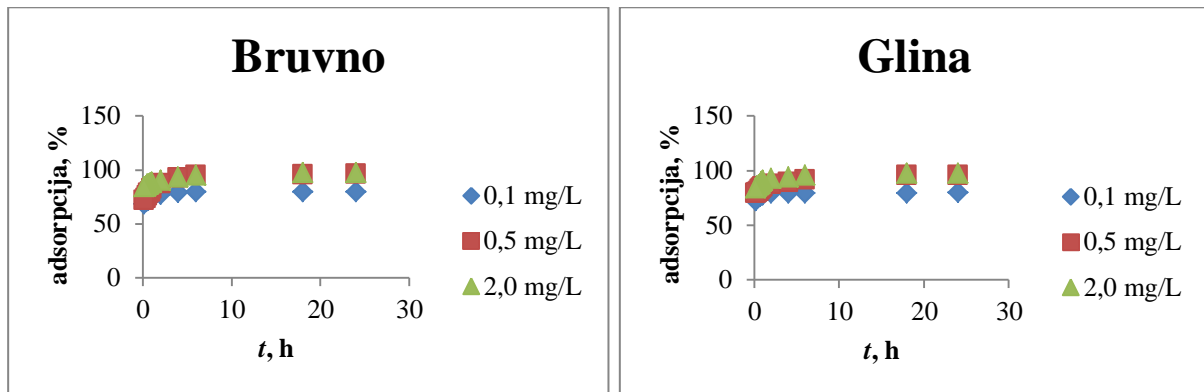 Bruvno
adsorpcija, %
150
100
50
0
0
10
20
30
t, h
0,1 mg/L
0,5 mg/L
2,0 mg/L
Glina
adsorpcija, %
150
100
50
0
0
10
20
30
t, h
0,1 mg/L
0,5 mg/L
2,0 mg/L